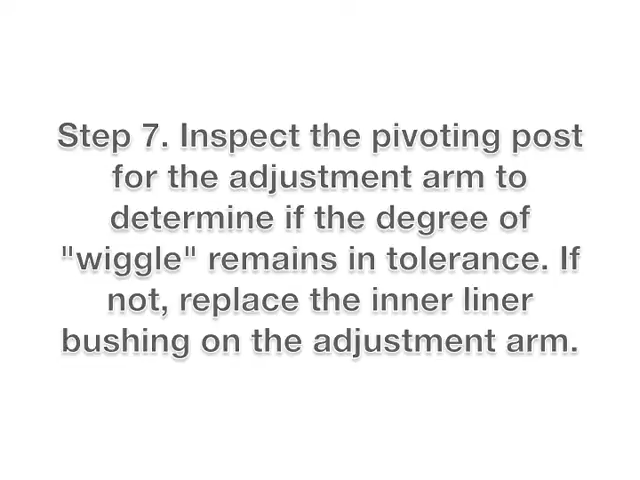 Step 7. Inspect the pivoting post
for the adjustment arm to
determine if the degree of
"wiggle" remains in tolerance. If
not, replace the inner liner
bushing on the adjustment arm.